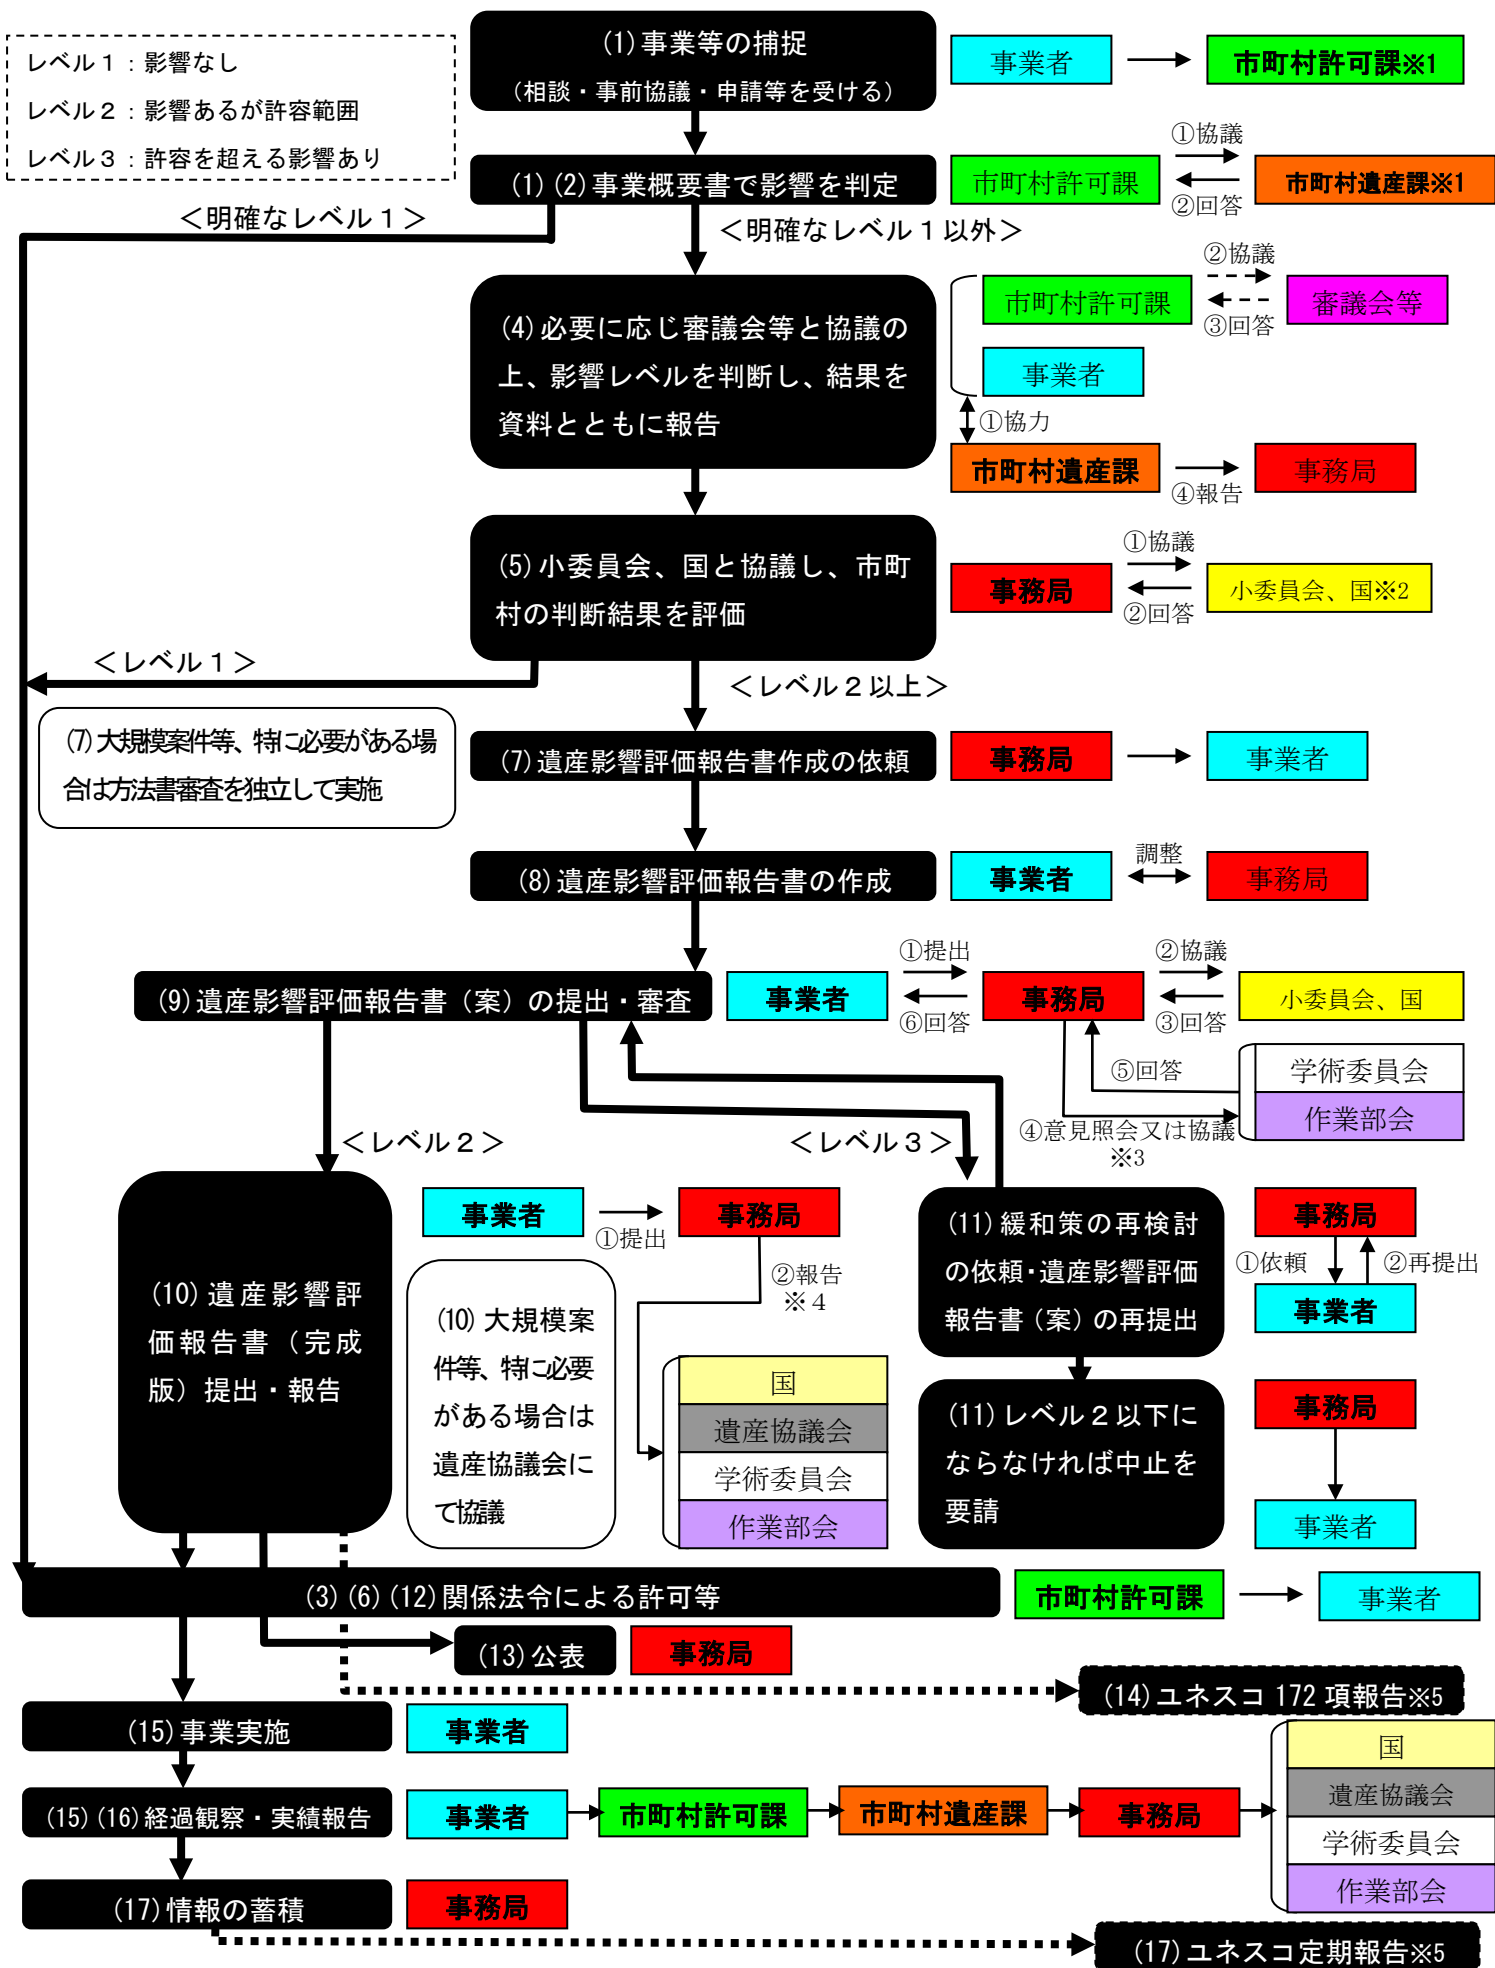 レベル１：影響なし
レベル２：影響あるが許容範囲
レベル３：許容を超える影響あり
(1)事業等の捕捉
（相談・事前協議・申請等を受ける）
事業者
市町村許可課※1
(1)(2)事業概要書で影響を判定
市町村許可課
①協議
②回答
市町村遺産課※1
＜明確なレベル１＞
＜明確なレベル１以外＞
(4)必要に応じ審議会等と協議の
上、影響レベルを判断し、結果を
資料とともに報告
市町村許可課
②協議
③回答
審議会等
事業者
①協力
市町村遺産課
④報告
事務局
(5)小委員会、国と協議し、市町
村の判断結果を評価
事務局
①協議
②回答
小委員会、国※2
＜レベル１＞
＜レベル２以上＞
(7)大規模案件等、特に必要がある場
合は方法書審査を独立して実施
(7)遺産影響評価報告書作成の依頼
事務局
事業者
(8)遺産影響評価報告書の作成
事業者
調整
事務局
(9)遺産影響評価報告書（案）の提出・審査
事業者
①提出
⑥回答
事務局
②協議
③回答
小委員会、国
⑤回答
学術委員会
作業部会
④意見照会又は協議
※3
＜レベル２＞
＜レベル３＞
(10)遺産影響評
価報告書（完成
版）提出・報告
事業者
①提出
事務局
②報告
※４
(10)大規模案
件等、特に必要
がある場合は
遺産協議会に
て協議
国
遺産協議会
学術委員会
作業部会
(11)緩和策の再検討
の依頼・遺産影響評価
報告書（案）の再提出
事務局
①依頼
②再提出
事業者
(11)レベル２以下に
ならなければ中止を
要請
事務局
事業者
(3)(6)(12)関係法令による許可等
市町村許可課
事業者
(13)公表
事務局
(14)ユネスコ 172 項報告※5
(15)事業実施
事業者
(15)(16)経過観察・実績報告
事業者
市町村許可課
市町村遺産課
事務局
国
遺産協議会
学術委員会
作業部会
(17)情報の蓄積
事務局
(17)ユネスコ定期報告※5